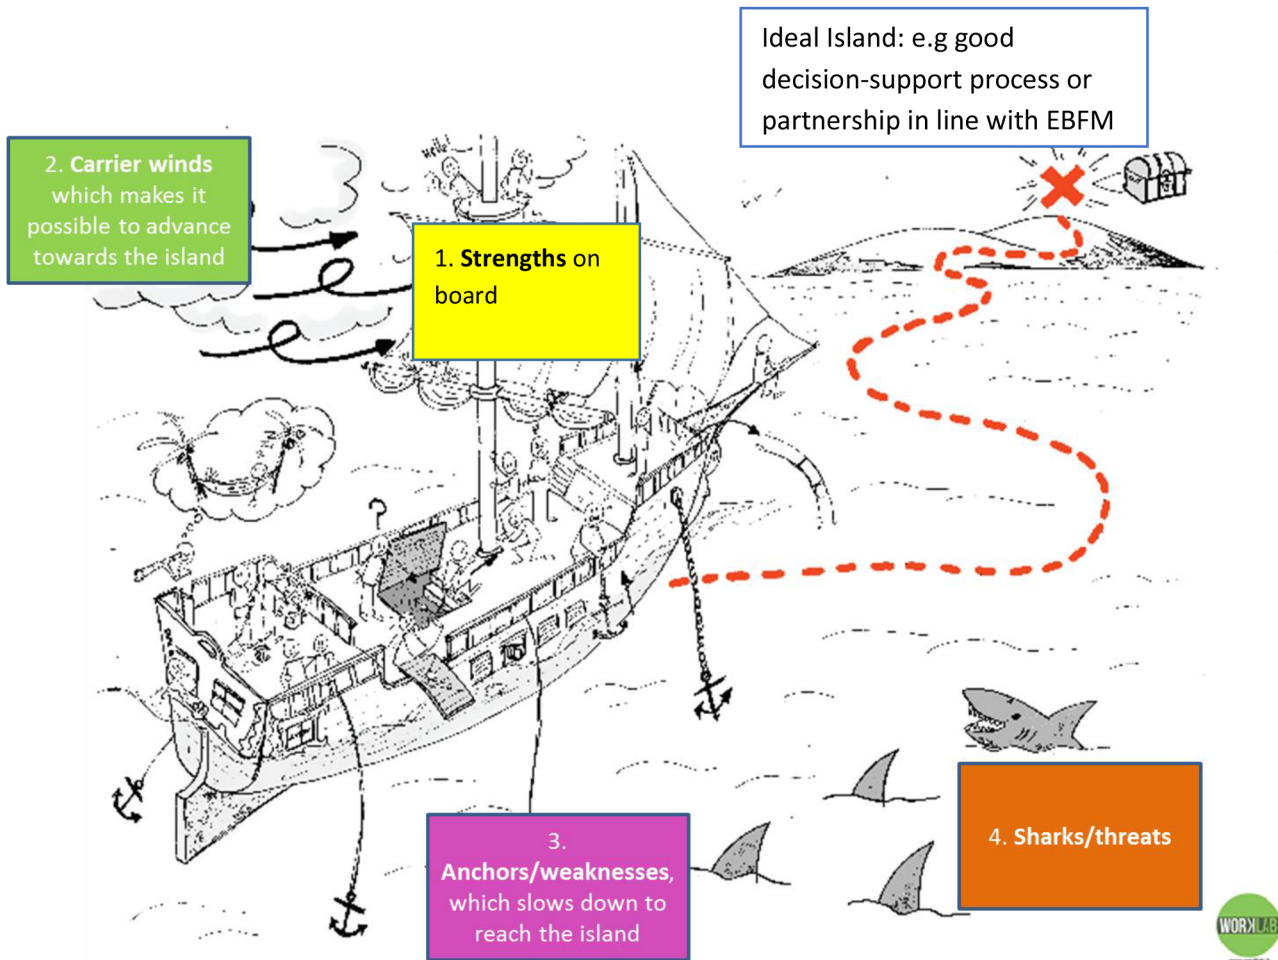 Ideal Island: e.g good
decision-support process or
partnership in line with EBFM
2. Carrier winds
which makes it
possible to advance
towards the island
Hello!
1. Strengths on
board
3.
Anchors/weaknesses,
which slows down to
reach the island
4. Sharks/threats
WORKLAB